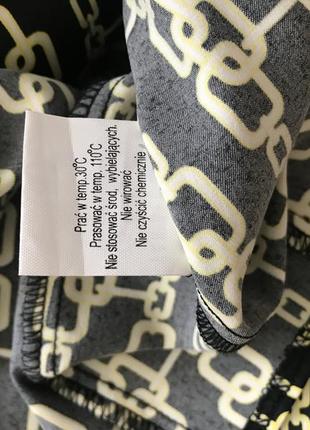 Prać w temp. 30°C
Prasować w temp. 110°C
Nie stosować środ. wybielających.
Nie wirować
Nie czyścić chemicznie